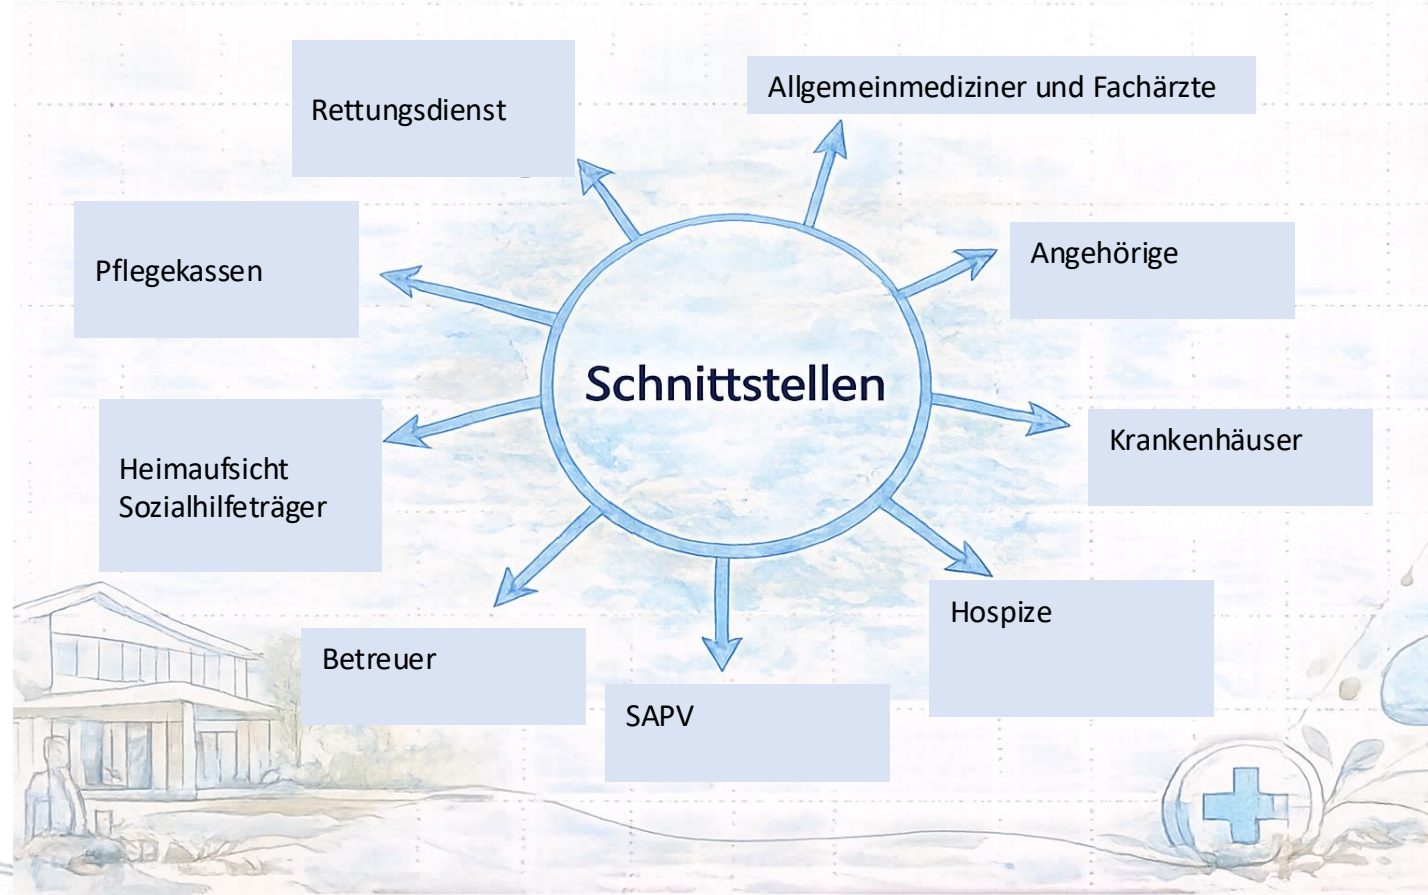 Rettungsdienst
Allgemeinmediziner und Fachärzte
Pflegekassen
Angehörige
Schnittstellen
Heimaufsicht
Sozialhilfeträger
Krankenhäuser
Betreuer
SAPV
Hospize